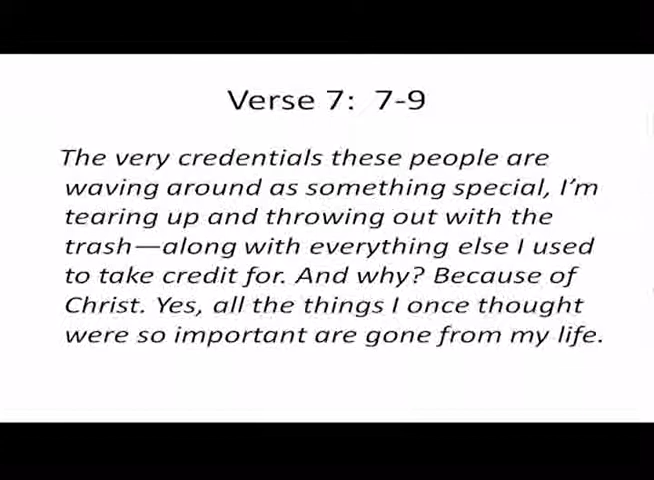 Verse 7:  7-9
The very credentials these people are
waving around as something special, I'm
tearing up and throwing out with the
trash—along with everything else I used
to take credit for. And why? Because of
Christ. Yes, all the things I once thought
were so important are gone from my life.